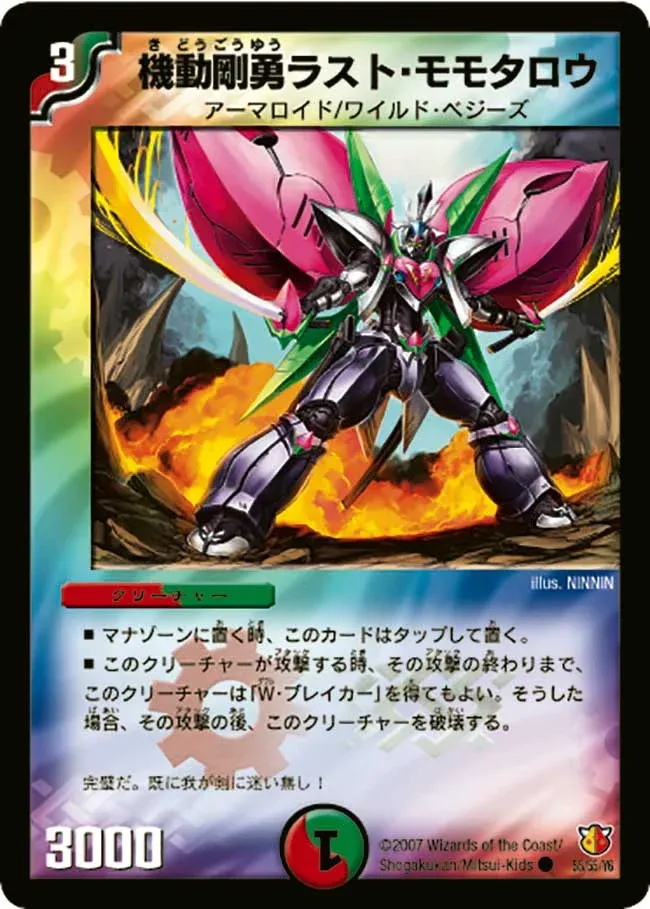 3
きどうごうゆう
機動剛勇ラスト・モモタロウ
アーマロイド/ワイルド・ベジーズ
illus. NINNIN
クリーチャー
■ マナゾーンに置く時、このカードはタップして置く。
■ このクリーチャーが攻撃する時、その攻撃の終わりまで、
このクリーチャーは「W・ブレイカー」を得てもよい。そうした
場合、その攻撃の後、このクリーチャーを破壊する。
完璧だ。既に我が剣に迷い無し！
3000
1
©2007 Wizards of the Coast/
Shogakukan/Mitsui-Kids
55/55/Y6